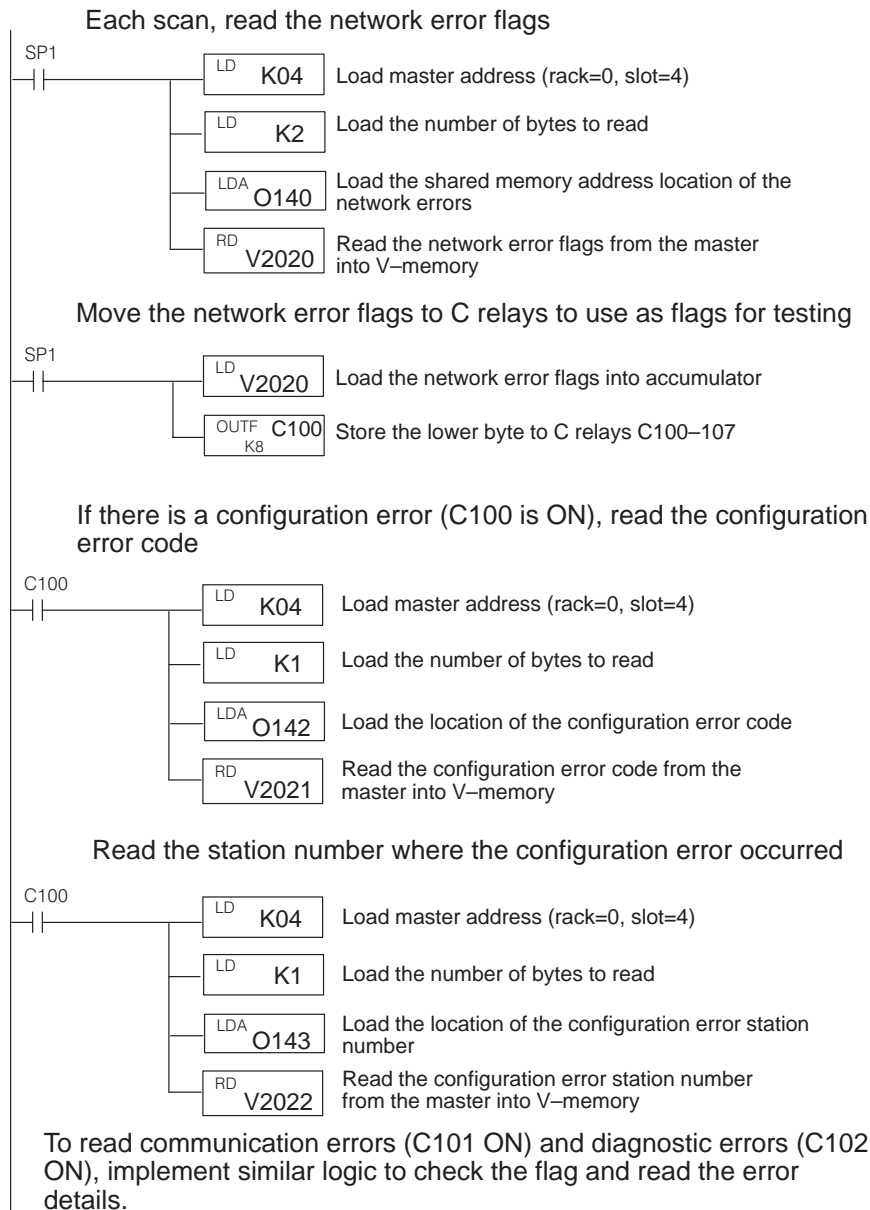 Each scan, read the network error flags
SP1
LD K04 Load master address (rack=0, slot=4)
LD K2 Load the number of bytes to read
LDA O140 Load the shared memory address location of the
network errors
RD V2020 Read the network error flags from the master
into V–memory
Move the network error flags to C relays to use as flags for testing
SP1
LD V2020 Load the network error flags into accumulator
OUTF C100 Store the lower byte to C relays C100–107
K8
If there is a configuration error (C100 is ON), read the configuration
error code
C100
LD K04 Load master address (rack=0, slot=4)
LD K1 Load the number of bytes to read
LDA O142 Load the location of the configuration error code
RD V2021 Read the configuration error code from the
master into V–memory
Read the station number where the configuration error occurred
C100
LD K04 Load master address (rack=0, slot=4)
LD K1 Load the number of bytes to read
LDA O143 Load the location of the configuration error station
number
RD V2022 Read the configuration error station number
from the master into V–memory
To read communication errors (C101 ON) and diagnostic errors (C102
ON), implement similar logic to check the flag and read the error
details.